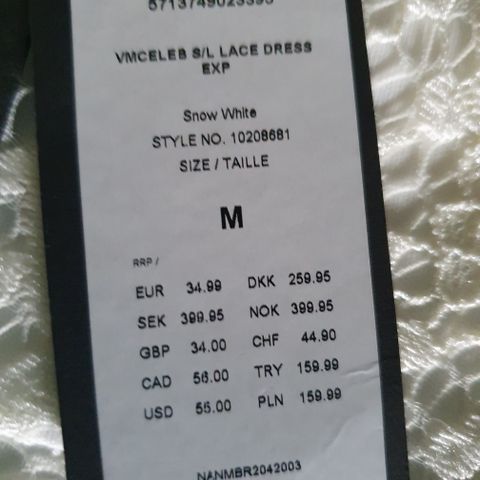 5713749023395
VMCELEB S/L LACE DRESS
EXP
Snow White
STYLE NO. 10208681
SIZE / TAILLE
M
RRP /
EUR 34.99 DKK 259.95
SEK 399.95 NOK 399.95
GBP 34.00 CHF 44.90
CAD 56.00 TRY 159.99
USD 55.00 PLN 159.99
NANMBR2042003